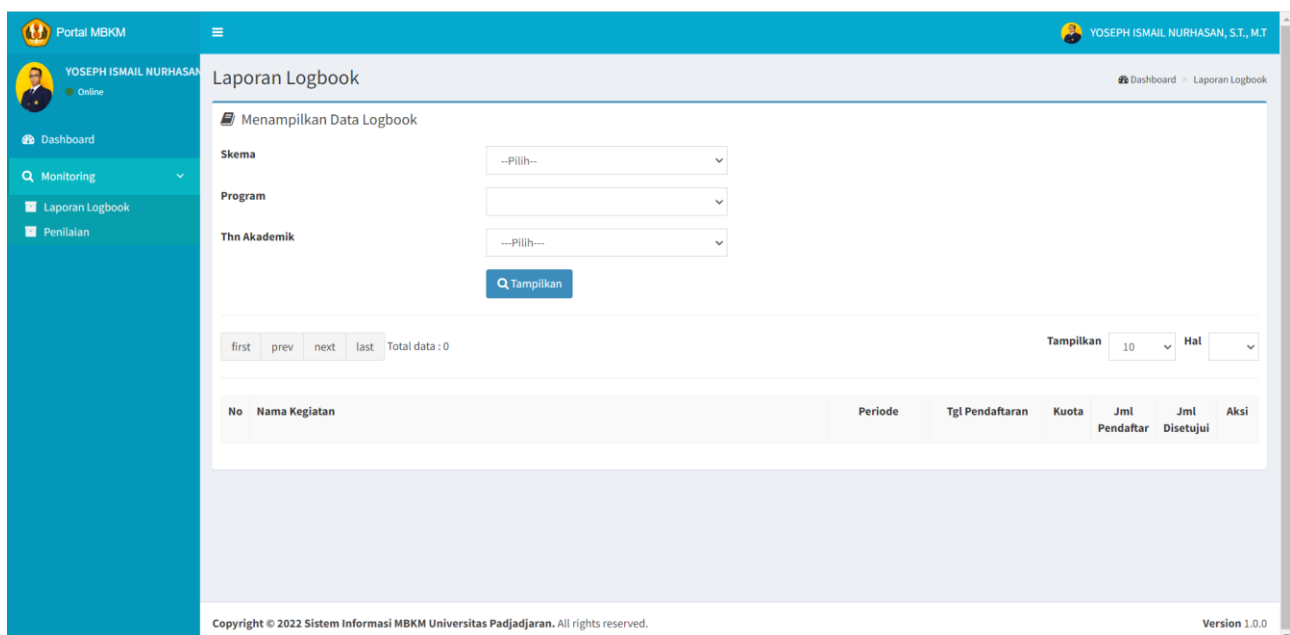 Portal MBKM
YOSEPH ISMAIL NURHASAN, S.T., M.T
YOSEPH ISMAIL NURHASAN
Online
Dashboard
Monitoring
Laporan Logbook
Penilaian
Laporan Logbook
Dashboard > Laporan Logbook
Menampilkan Data Logbook
Skema
--Pilih--
Program
Thn Akademik
---Pilih---
Tampilkan
first prev next last Total data : 0
Tampilkan 10 Hal
No Nama Kegiatan Periode Tgl Pendaftaran Kuota Jml Pendaftar Jml Disetujui Aksi
Copyright © 2022 Sistem Informasi MBKM Universitas Padjadjaran. All rights reserved.
Version 1.0.0